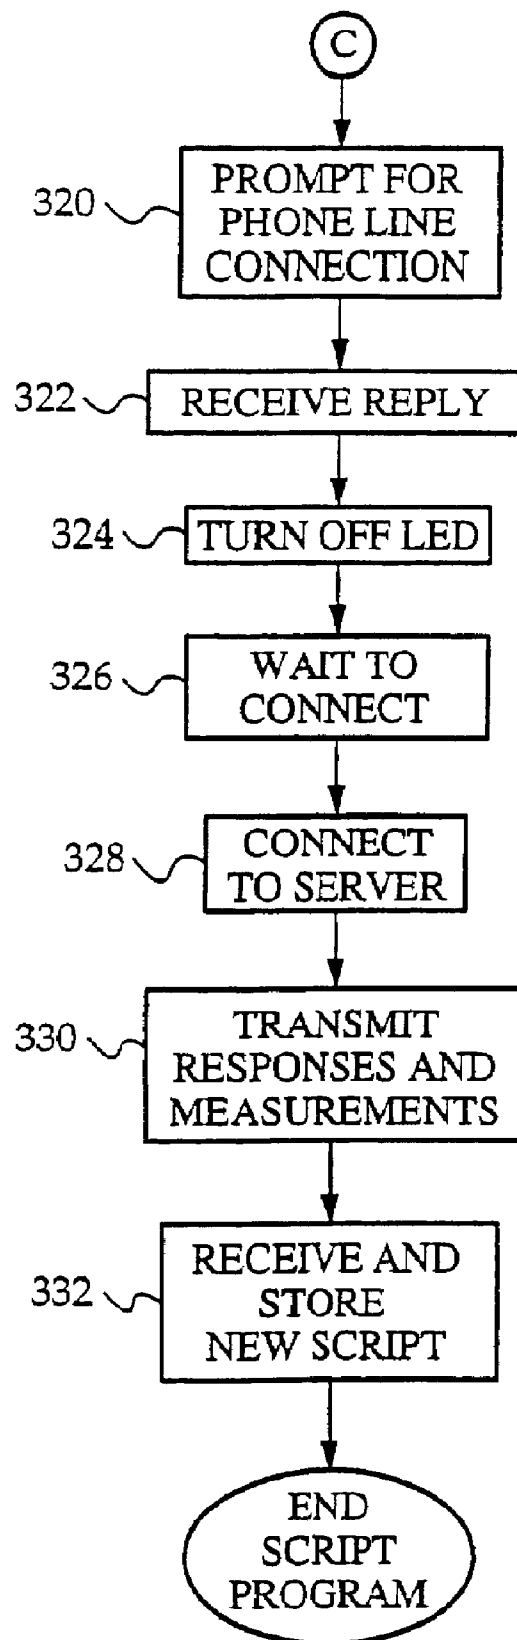 C
320
PROMPT FOR
PHONE LINE
CONNECTION
322
RECEIVE REPLY
324
TURN OFF LED
326
WAIT TO
CONNECT
328
CONNECT
TO SERVER
330
TRANSMIT
RESPONSES AND
MEASUREMENTS
332
RECEIVE AND
STORE
NEW SCRIPT
END
SCRIPT
PROGRAM